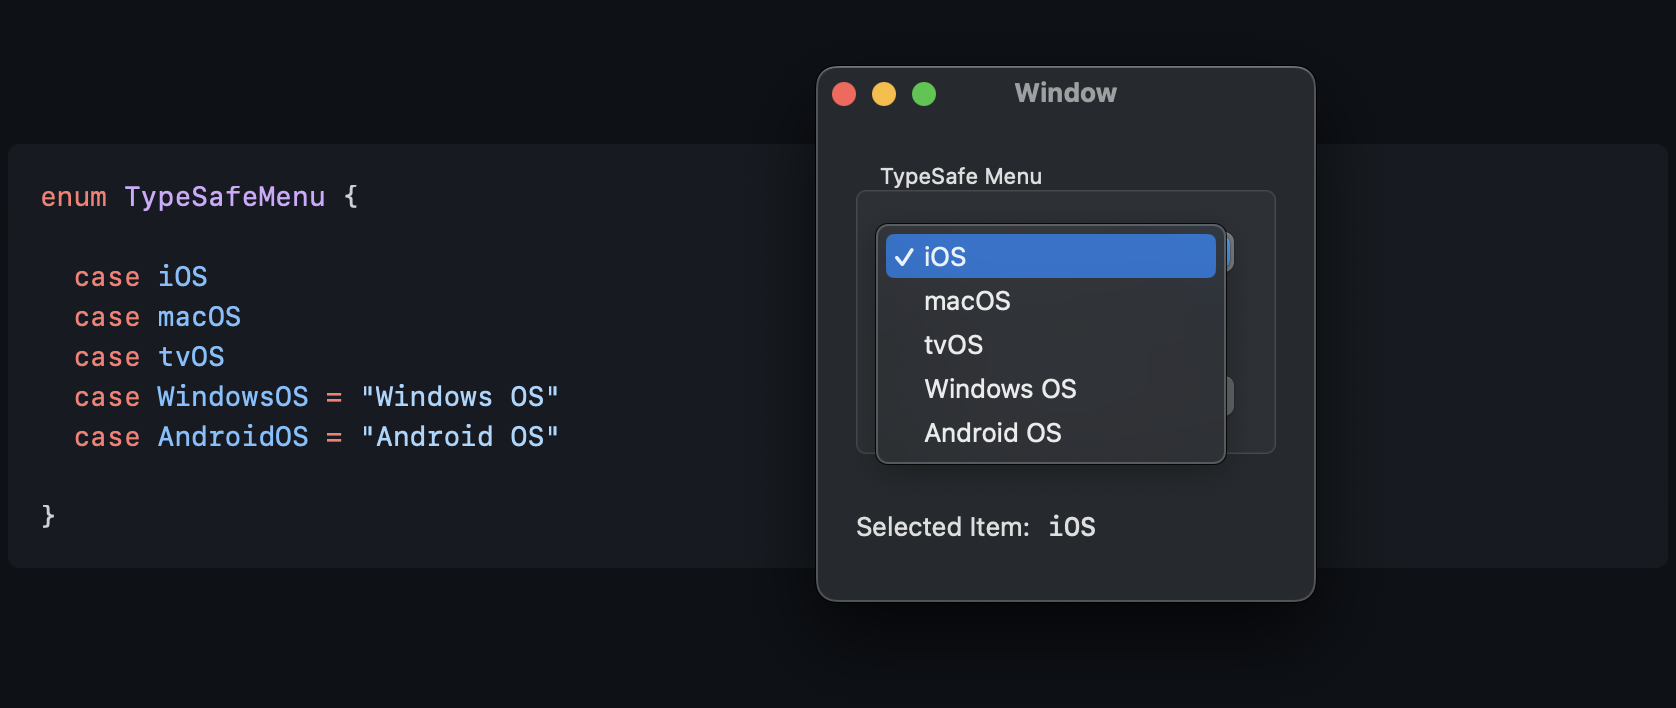 enum TypeSafeMenu {
case iOS
case macOS
case tvOS
case WindowsOS = "Windows OS"
case AndroidOS = "Android OS"
}
Window
TypeSafe Menu
✓ iOS
macOS
tvOS
Windows OS
Android OS
Selected Item: iOS